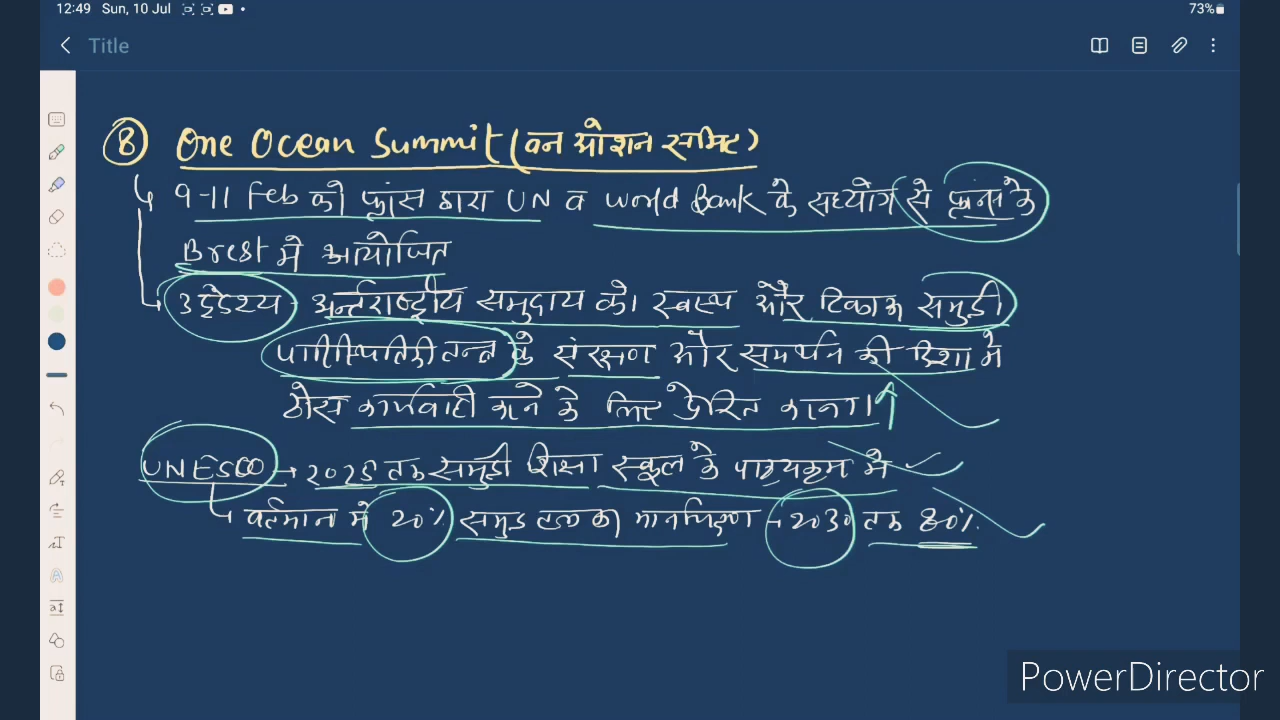 12:49 Sun, 10 Jul
73%
Title
8 One Ocean Summit (वन ओशन समिट)
9-11 Feb को फ्रांस द्वारा UN व World Bank के सहयोग से फ्रान्स के
Brest में आयोजित
उद्देश्य - अर्न्तराष्ट्रीय समुदाय को स्वस्थ और टिकाऊ समुद्री
पारिस्थितिकी तन्त्र के संरक्षण और समर्थन की दिशा में
ठोस कार्यवाही करने के लिए प्रेरित करना।
UNESCO → 2025 तक समुद्री शिक्षा स्कूल के पाठ्यक्रम में
वर्तमान में 20% समुद्र तल का मानचित्रण - 2030 तक 80%.
PowerDirector